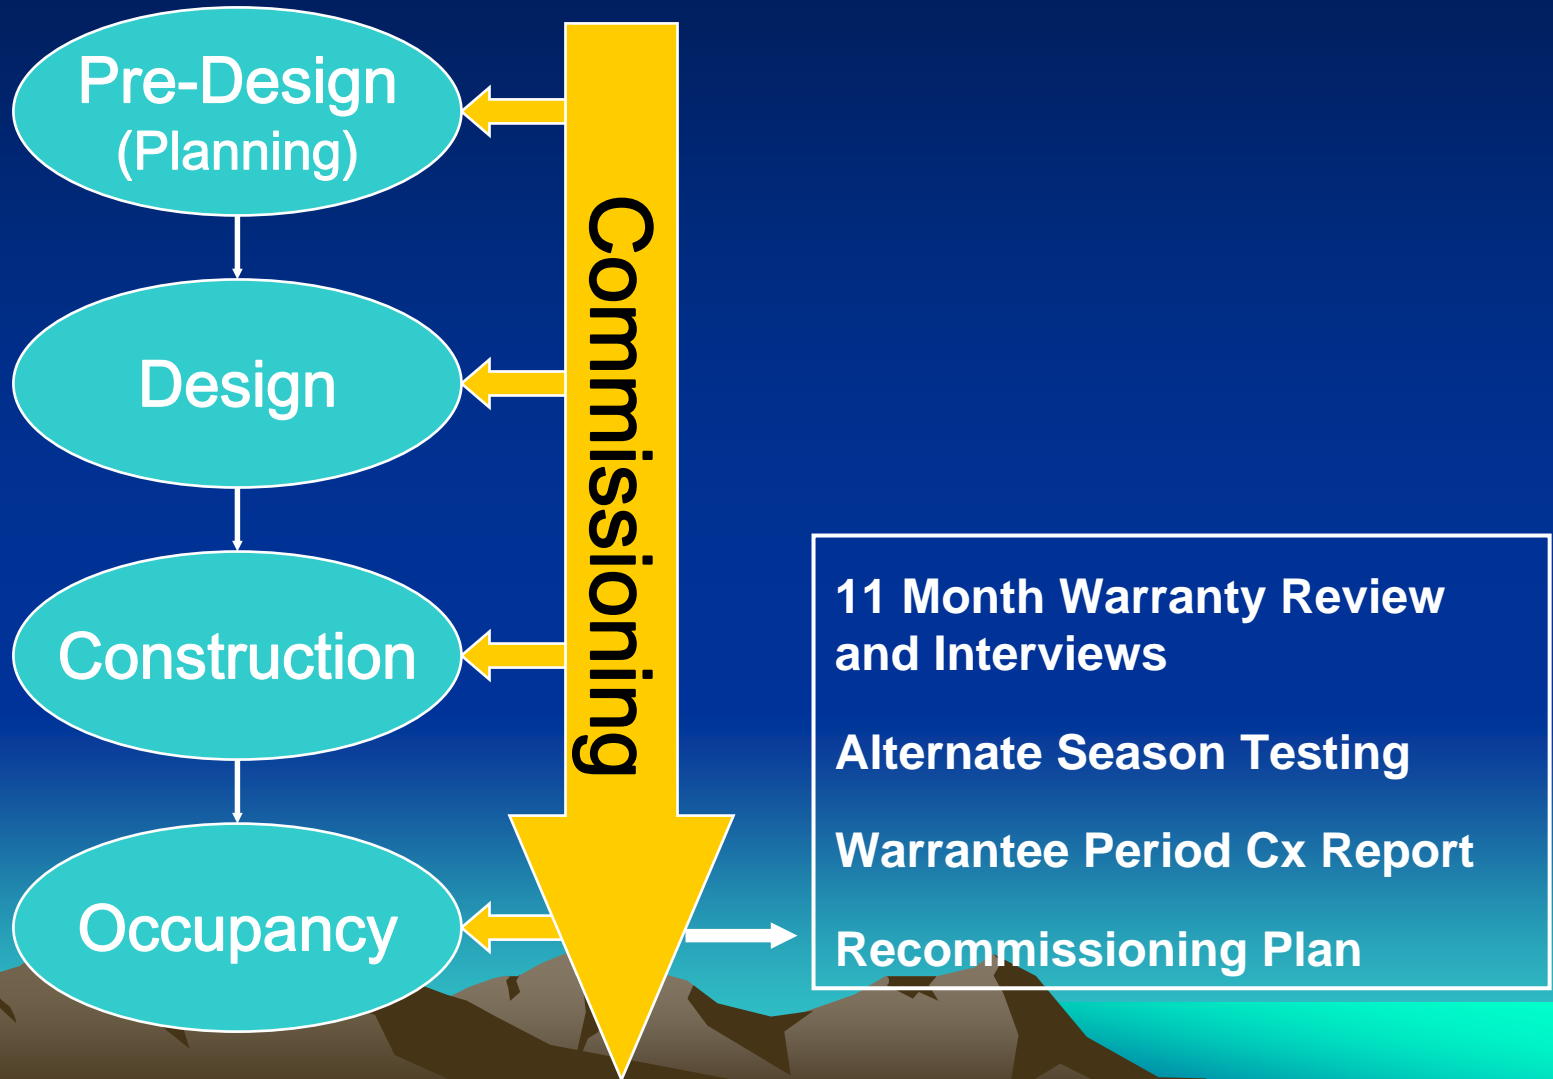 Pre-Design
(Planning)
Design
Construction
Occupancy
Commissioning
11 Month Warranty Review
and Interviews
Alternate Season Testing
Warrantee Period Cx Report
Recommissioning Plan